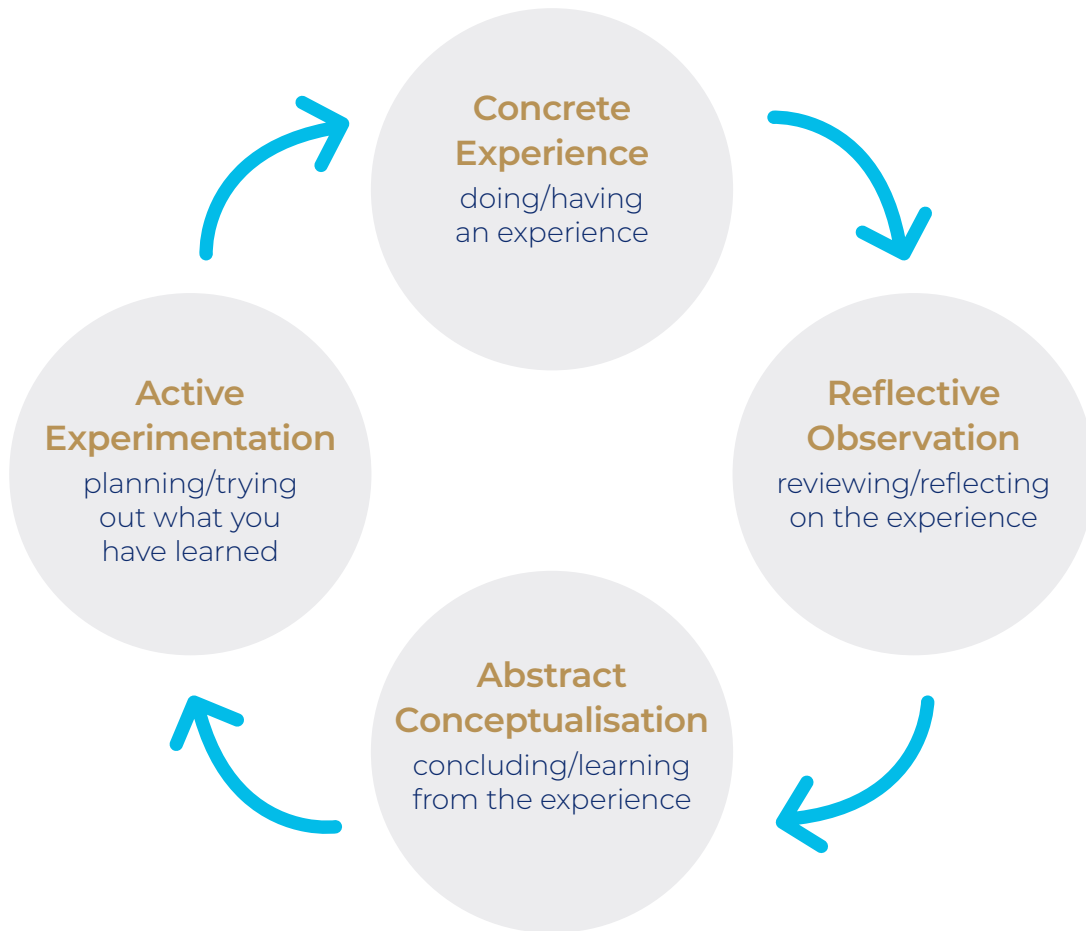 Concrete
Experience
doing/having
an experience
Reflective
Observation
reviewing/reflecting
on the experience
Abstract
Conceptualisation
concluding/learning
from the experience
Active
Experimentation
planning/trying
out what you
have learned